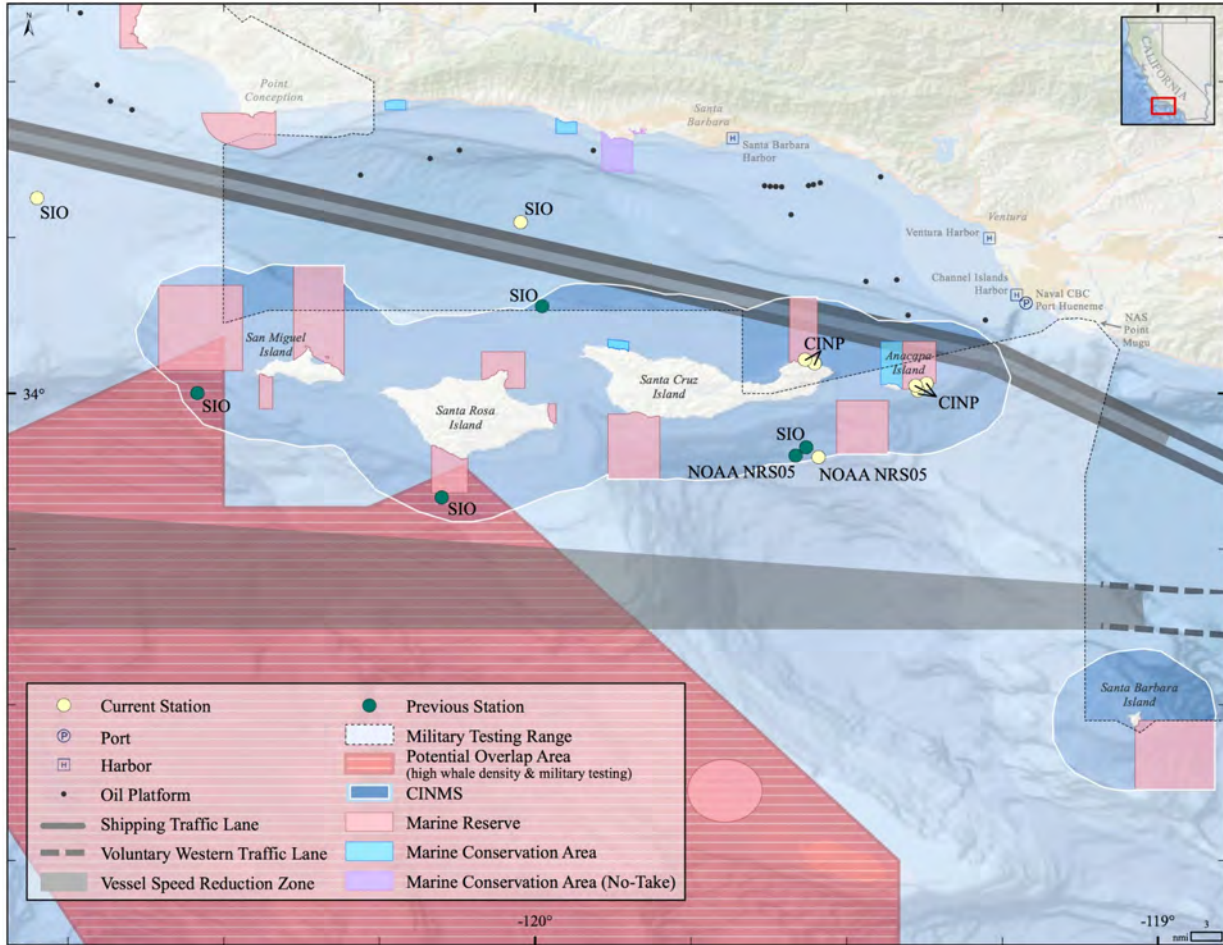 N
CALIFORNIA
Point
Conception
Santa
Barbara
H
Santa Barbara
Harbor
SIO
SIO
Ventura
Ventura Harbor
H
Channel Islands
Harbor
H
P
Naval CBC
Port Hueneme
NAS
Point
Mugu
SIO
San Miguel
Island
CINP
Anacapa
Island
34°
SIO
Santa Cruz
Island
CINP
Santa Rosa
Island
SIO
NOAA NRS05
NOAA NRS05
SIO
Santa Barbara
Island
Current Station
Previous Station
P
Port
Military Testing Range
H
Harbor
Potential Overlap Area
(high whale density & military testing)
Oil Platform
CINMS
Shipping Traffic Lane
Marine Reserve
Voluntary Western Traffic Lane
Marine Conservation Area
Vessel Speed Reduction Zone
Marine Conservation Area (No-Take)
-120°
-119°
3
nmi